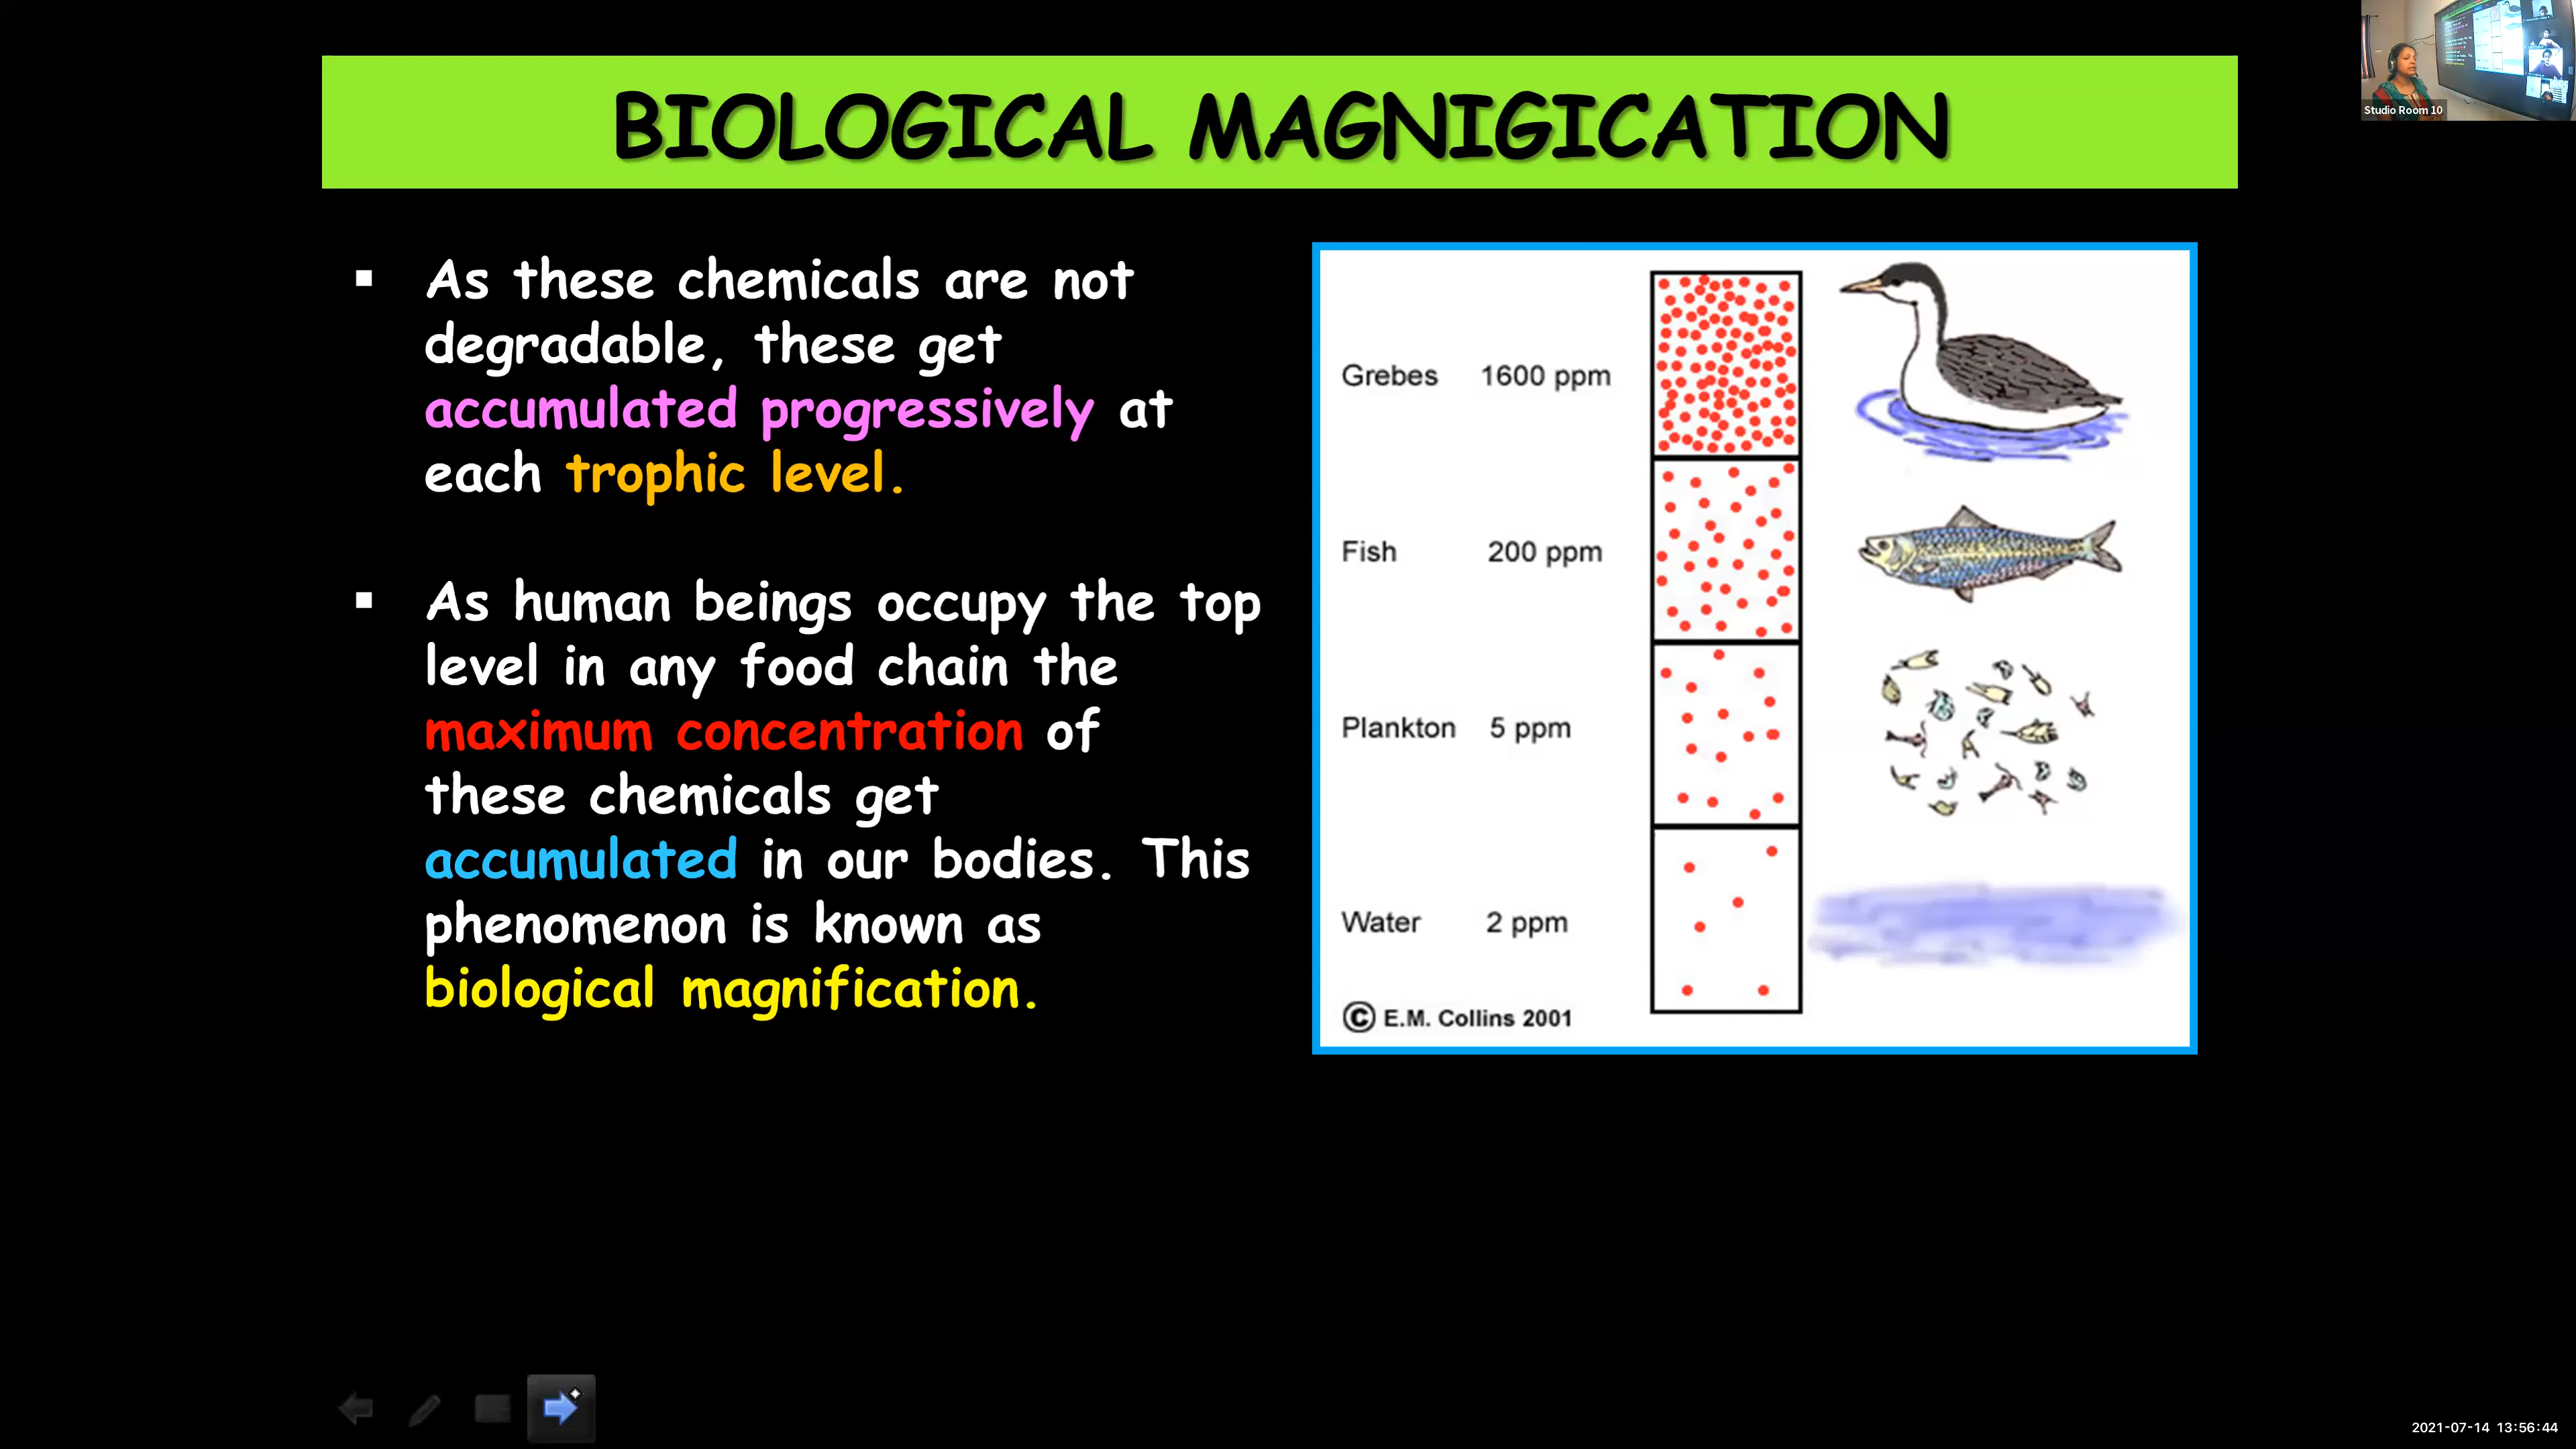 BIOLOGICAL MAGNIGICATION
Studio Room 10
▪ As these chemicals are not
degradable, these get
accumulated progressively at
each trophic level.
▪ As human beings occupy the top
level in any food chain the
maximum concentration of
these chemicals get
accumulated in our bodies. This
phenomenon is known as
biological magnification.
Grebes 1600 ppm
Fish 200 ppm
Plankton 5 ppm
Water 2 ppm
© E.M. Collins 2001
2021-07-14 13:56:44